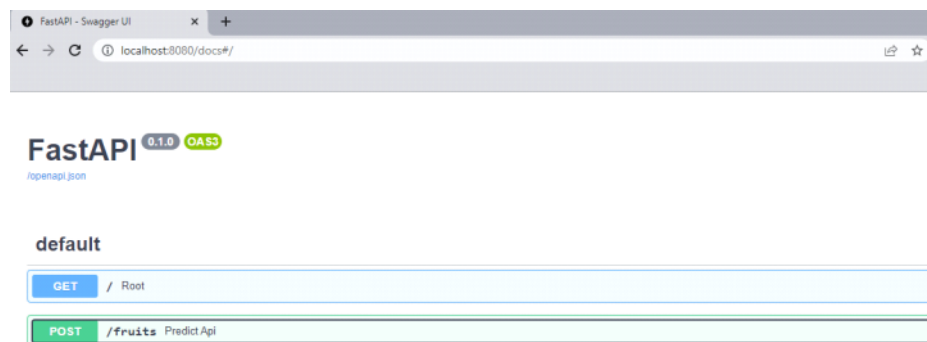 FastAPI - Swagger UI
localhost:8080/docs#/
FastAPI 0.1.0 OAS3
/openapi.json
default
GET / Root
POST /fruits Predict Api